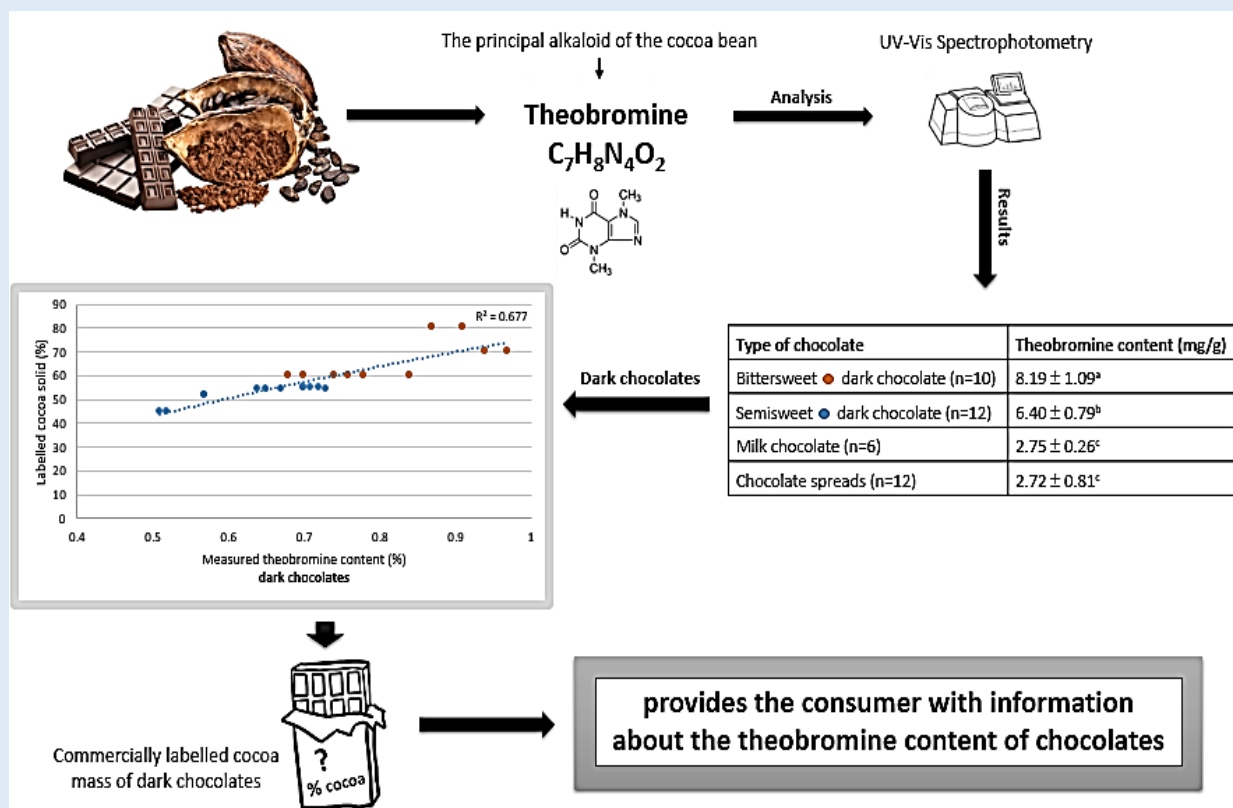 The principal alkaloid of the cocoa bean
Theobromine
C₇H₈N₄O₂
O
CH₃
H
N
N
O
N
N
CH₃
Analysis
UV-Vis Spectrophotometry
Results
Type of chocolate Theobromine content (mg/g)
Bittersweet dark chocolate (n=10) 8.19 ± 1.09ᵃ
Semisweet dark chocolate (n=12) 6.40 ± 0.79ᵇ
Milk chocolate (n=6) 2.75 ± 0.26ᶜ
Chocolate spreads (n=12) 2.72 ± 0.81ᶜ
Dark chocolates
R² = 0.677
Labelled cocoa solid (%)
90
80
70
60
50
40
30
20
10
0
0.4 0.5 0.6 0.7 0.8 0.9 1
Measured theobromine content (%)
dark chocolates
Commercially labelled cocoa
mass of dark chocolates
?
% cocoa
provides the consumer with information
about the theobromine content of chocolates